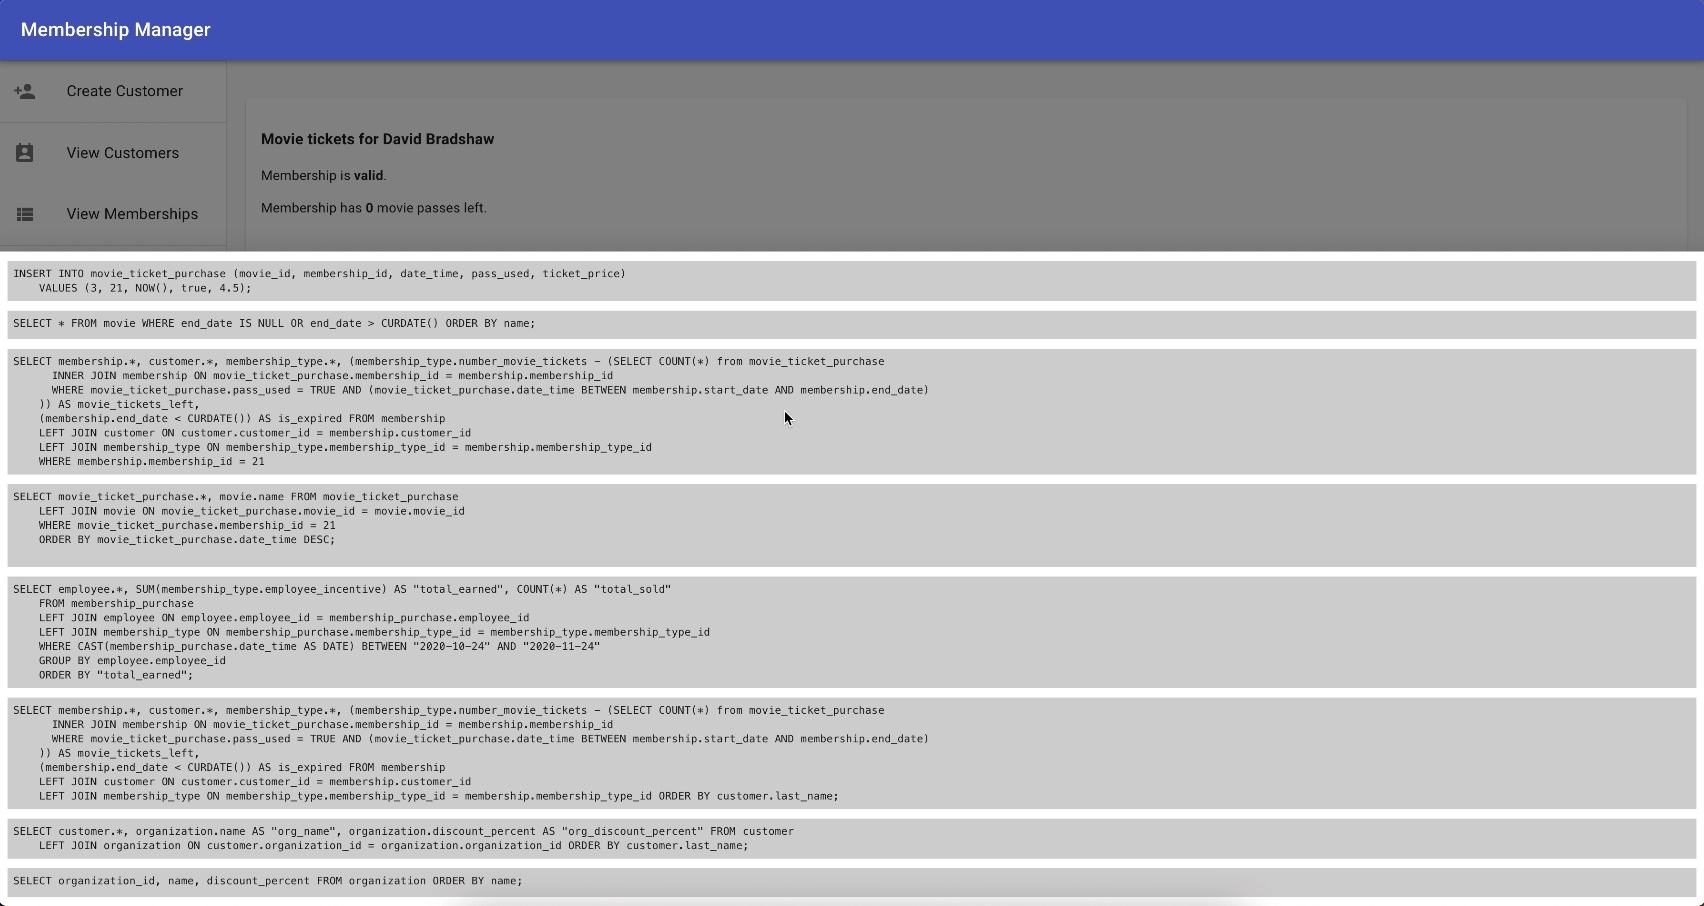 Membership Manager
Create Customer
View Customers
View Memberships
Movie tickets for David Bradshaw
Membership is valid.
Membership has 0 movie passes left.
INSERT INTO movie_ticket_purchase (movie_id, membership_id, date_time, pass_used, ticket_price)
VALUES (3, 21, NOW(), true, 4.5);
SELECT * FROM movie WHERE end_date IS NULL OR end_date > CURDATE() ORDER BY name;
SELECT membership.*, customer.*, membership_type.*, (membership_type.number_movie_tickets - (SELECT COUNT(*) from movie_ticket_purchase
INNER JOIN membership ON movie_ticket_purchase.membership_id = membership.membership_id
WHERE movie_ticket_purchase.pass_used = TRUE AND (movie_ticket_purchase.date_time BETWEEN membership.start_date AND membership.end_date)
)) AS movie_tickets_left,
(membership.end_date < CURDATE()) AS is_expired FROM membership
LEFT JOIN customer ON customer.customer_id = membership.customer_id
LEFT JOIN membership_type ON membership_type.membership_type_id = membership.membership_type_id
WHERE membership.membership_id = 21
SELECT movie_ticket_purchase.*, movie.name FROM movie_ticket_purchase
LEFT JOIN movie ON movie_ticket_purchase.movie_id = movie.movie_id
WHERE movie_ticket_purchase.membership_id = 21
ORDER BY movie_ticket_purchase.date_time DESC;
SELECT employee.*, SUM(membership_type.employee_incentive) AS "total_earned", COUNT(*) AS "total_sold"
FROM membership_purchase
LEFT JOIN employee ON employee.employee_id = membership_purchase.employee_id
LEFT JOIN membership_type ON membership_purchase.membership_type_id = membership_type.membership_type_id
WHERE CAST(membership_purchase.date_time AS DATE) BETWEEN "2020-10-24" AND "2020-11-24"
GROUP BY employee.employee_id
ORDER BY "total_earned";
SELECT membership.*, customer.*, membership_type.*, (membership_type.number_movie_tickets - (SELECT COUNT(*) from movie_ticket_purchase
INNER JOIN membership ON movie_ticket_purchase.membership_id = membership.membership_id
WHERE movie_ticket_purchase.pass_used = TRUE AND (movie_ticket_purchase.date_time BETWEEN membership.start_date AND membership.end_date)
)) AS movie_tickets_left,
(membership.end_date < CURDATE()) AS is_expired FROM membership
LEFT JOIN customer ON customer.customer_id = membership.customer_id
LEFT JOIN membership_type ON membership_type.membership_type_id = membership.membership_type_id ORDER BY customer.last_name;
SELECT customer.*, organization.name AS "org_name", organization.discount_percent AS "org_discount_percent" FROM customer
LEFT JOIN organization ON customer.organization_id = organization.organization_id ORDER BY customer.last_name;
SELECT organization_id, name, discount_percent FROM organization ORDER BY name;